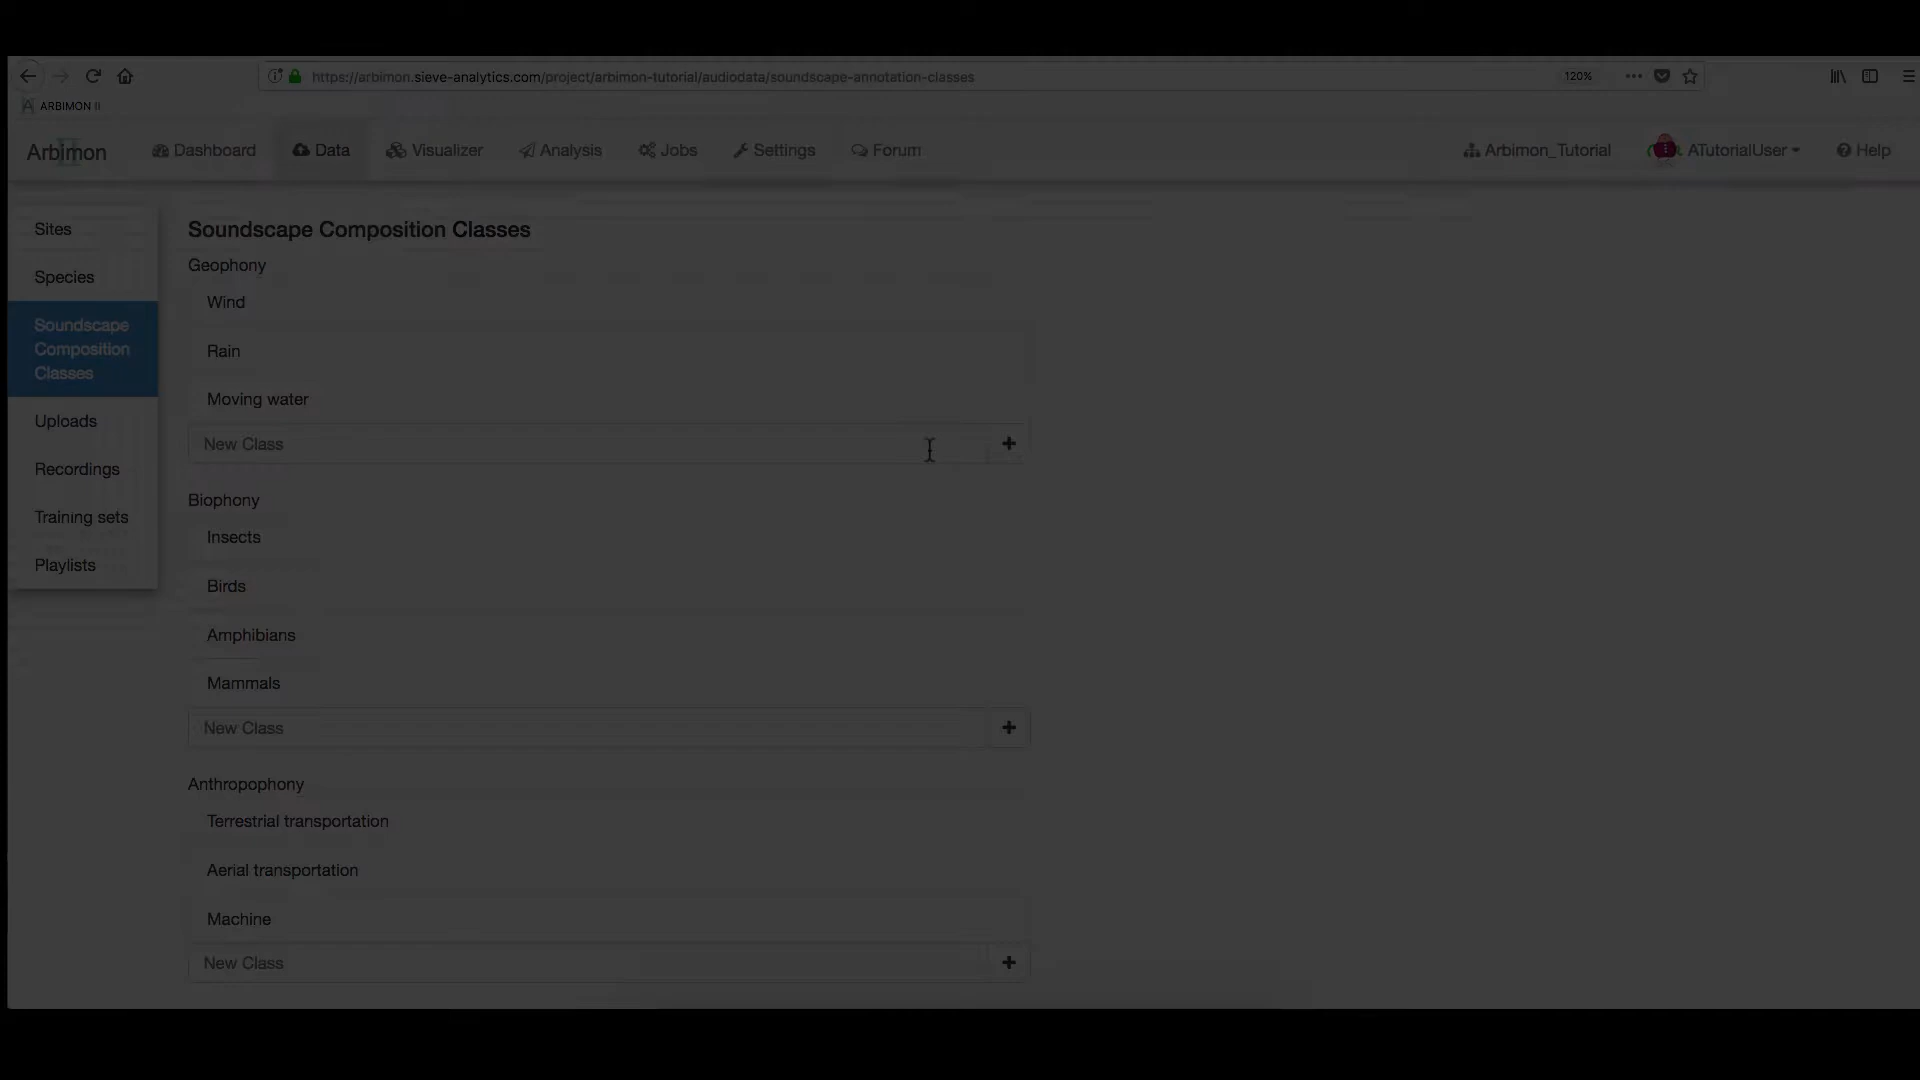 https://arbimon.sieve-analytics.com/project/arbimon-tutorial/audiodata/soundscape-annotation-classes 120%
ARBIMON II
Arbimon Dashboard Data Visualizer Analysis Jobs Settings Forum Arbimon_Tutorial ATutorialUser Help
Sites
Species
Soundscape
Composition
Classes
Uploads
Recordings
Training sets
Playlists
Soundscape Composition Classes
Geophony
Wind
Rain
Moving water
New Class
Biophony
Insects
Birds
Amphibians
Mammals
New Class
Anthropophony
Terrestrial transportation
Aerial transportation
Machine
New Class